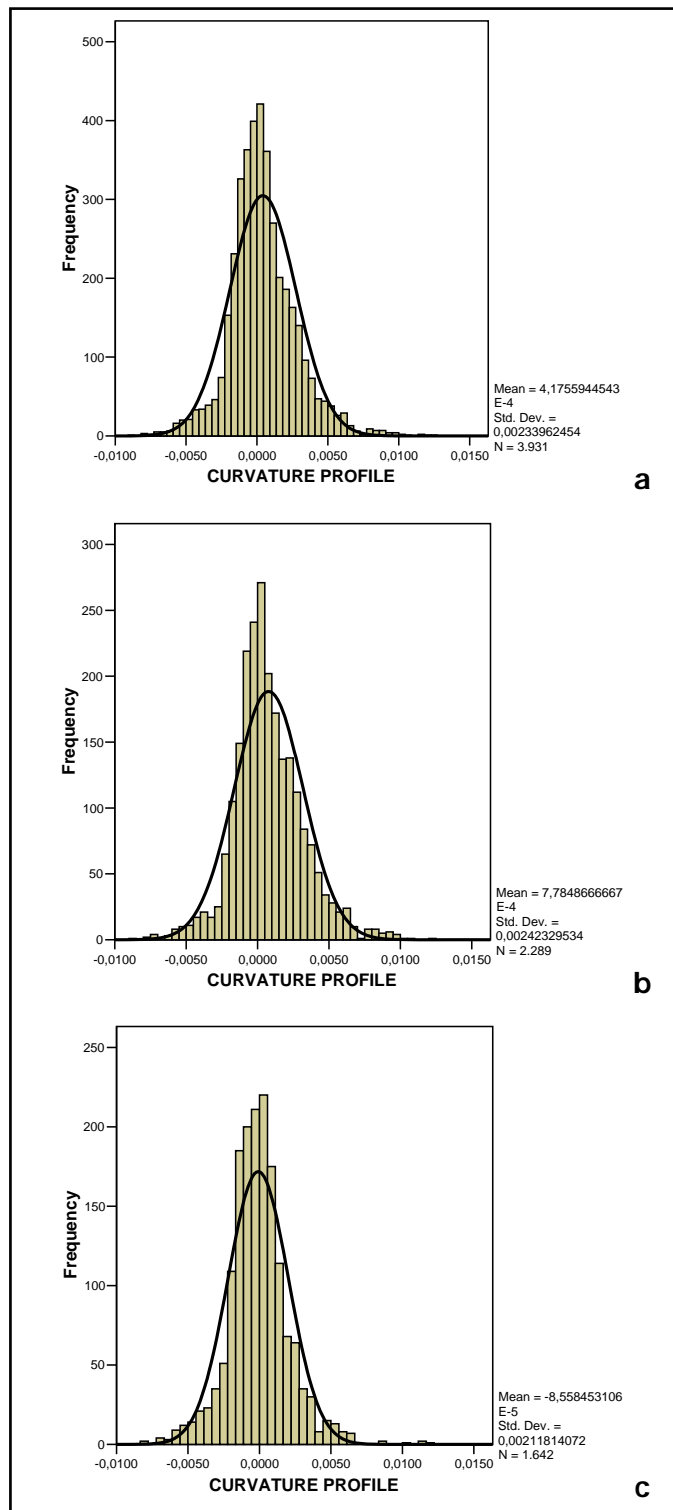 500
400
300
200
100
0
Frequency
-0,0100 -0,0050 0,0000 0,0050 0,0100 0,0150
CURVATURE PROFILE
Mean = 4,1755944543
E-4
Std. Dev. =
0,00233962454
N = 3.931
a
300
250
200
150
100
50
0
Frequency
-0,0100 -0,0050 0,0000 0,0050 0,0100 0,0150
CURVATURE PROFILE
Mean = 7,7848666667
E-4
Std. Dev. =
0,00242329534
N = 2.289
b
250
200
150
100
50
0
Frequency
-0,0100 -0,0050 0,0000 0,0050 0,0100 0,0150
CURVATURE PROFILE
Mean = -8,558453106
E-5
Std. Dev. =
0,00211814072
N = 1.642
c